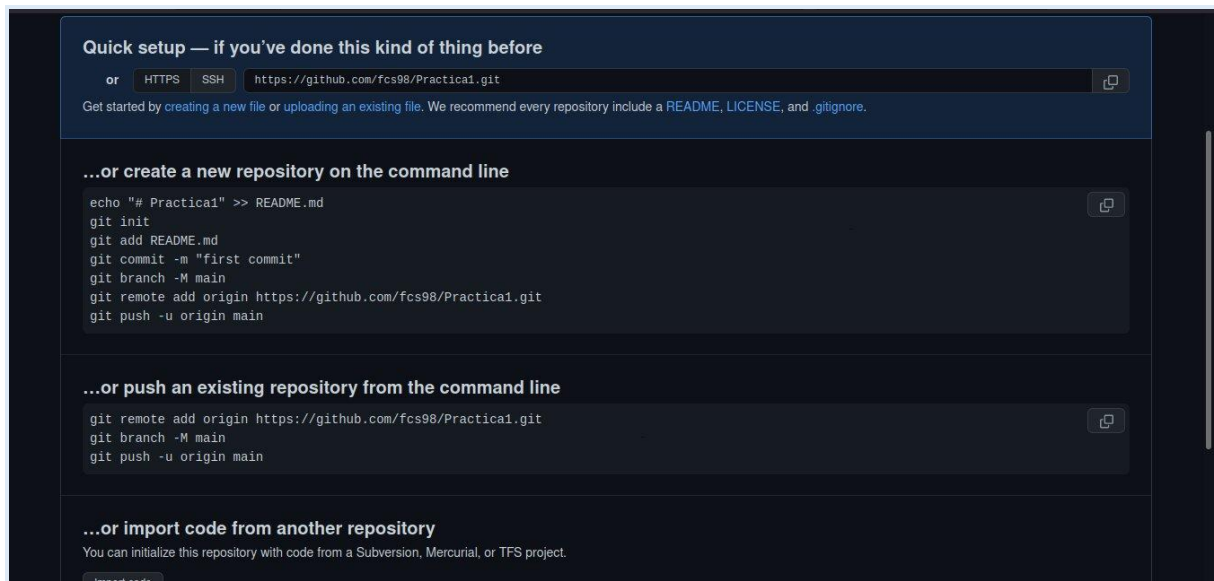 Quick setup — if you’ve done this kind of thing before
or HTTPS SSH https://github.com/fcs98/Practica1.git
Get started by creating a new file or uploading an existing file. We recommend every repository include a README, LICENSE, and .gitignore.
…or create a new repository on the command line
echo "# Practica1" >> README.md
git init
git add README.md
git commit -m "first commit"
git branch -M main
git remote add origin https://github.com/fcs98/Practica1.git
git push -u origin main
…or push an existing repository from the command line
git remote add origin https://github.com/fcs98/Practica1.git
git branch -M main
git push -u origin main
…or import code from another repository
You can initialize this repository with code from a Subversion, Mercurial, or TFS project.
Import code